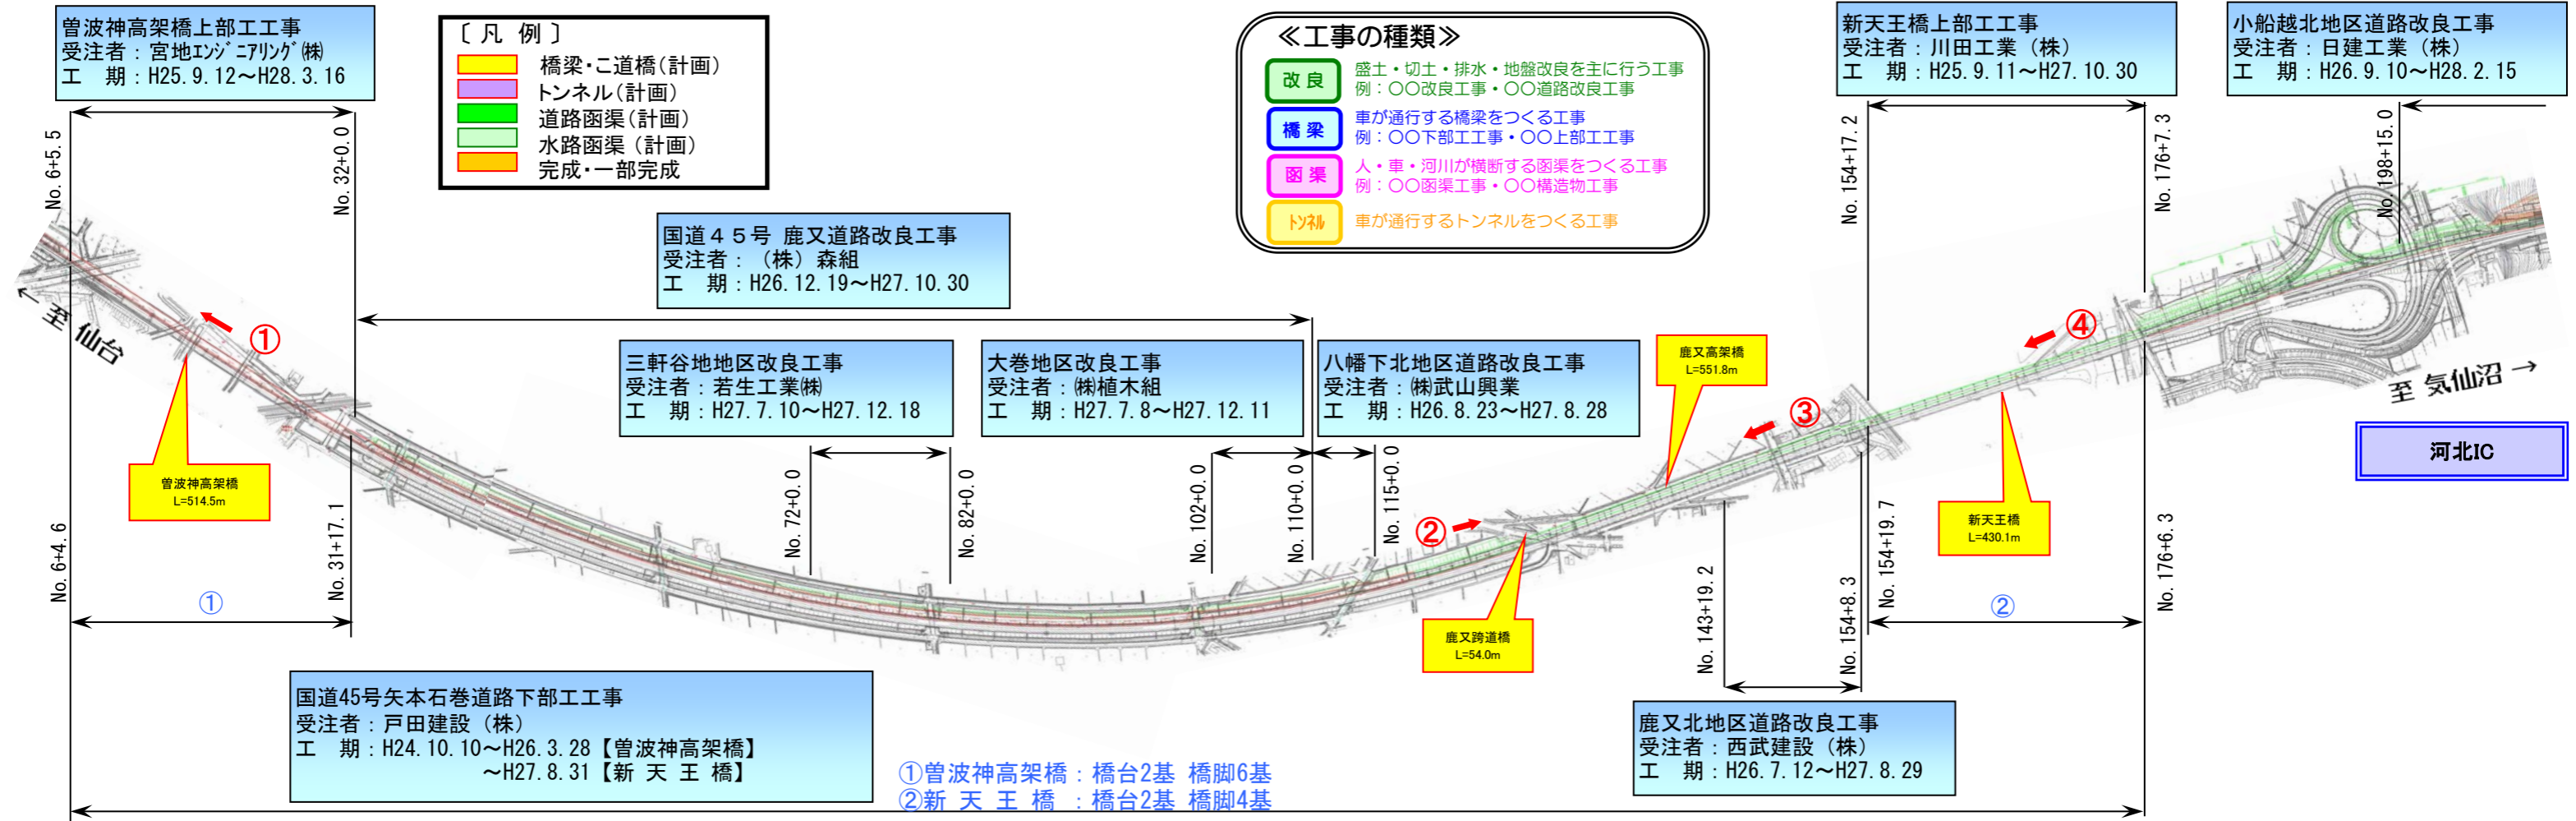 曽波神高架橋上部工工事
受注者：宮地ｴﾝｼﾞﾆｱﾘﾝｸﾞ㈱
工　期：H25.9.12～H28.3.16
〔 凡 例 〕
橋梁・こ道橋(計画)
トンネル(計画)
道路函渠(計画)
水路函渠 (計画)
完成・一部完成
≪工事の種類≫
改 良
盛土・切土・排水・地盤改良を主に行う工事
例：〇〇改良工事・〇〇道路改良工事
橋 梁
車が通行する橋梁をつくる工事
例：〇〇下部工工事・〇〇上部工工事
函 渠
人・車・河川が横断する函渠をつくる工事
例：〇〇函渠工事・〇〇構造物工事
ﾄﾝﾈﾙ
車が通行するトンネルをつくる工事
新天王橋上部工工事
受注者：川田工業（株）
工　期：H25.9.11～H27.10.30
小船越北地区道路改良工事
受注者：日建工業（株）
工　期：H26.9.10～H28.2.15
No. 6+5.5
No. 32+0.0
No. 154+17.2
No. 176+7.3
No. 198+15.0
国道４５号 鹿又道路改良工事
受注者：（株）森組
工　期：H26.12.19～H27.10.30
← 至 仙台
①
三軒谷地地区改良工事
受注者：若生工業㈱
工　期：H27.7.10～H27.12.18
大巻地区改良工事
受注者：㈱植木組
工　期：H27.7.8～H27.12.11
八幡下北地区道路改良工事
受注者：㈱武山興業
工　期：H26.8.23～H27.8.28
鹿又高架橋
L=551.8m
③
④
至 気仙沼 →
河北IC
曽波神高架橋
L=514.5m
No. 72+0.0
No. 82+0.0
No. 102+0.0
No. 110+0.0
No. 115+0.0
②
新天王橋
L=430.1m
鹿又跨道橋
L=54.0m
No. 6+4.6
No. 31+17.1
No. 143+19.2
No. 154+8.3
No. 154+19.7
No. 176+6.3
①
②
国道45号矢本石巻道路下部工工事
受注者：戸田建設（株）
工　期：H24.10.10～H26.3.28【曽波神高架橋】
～H27.8.31【新 天 王 橋】
①曽波神高架橋：橋台2基 橋脚6基
②新 天 王 橋 ：橋台2基 橋脚4基
鹿又北地区道路改良工事
受注者：西武建設（株）
工　期：H26.7.12～H27.8.29